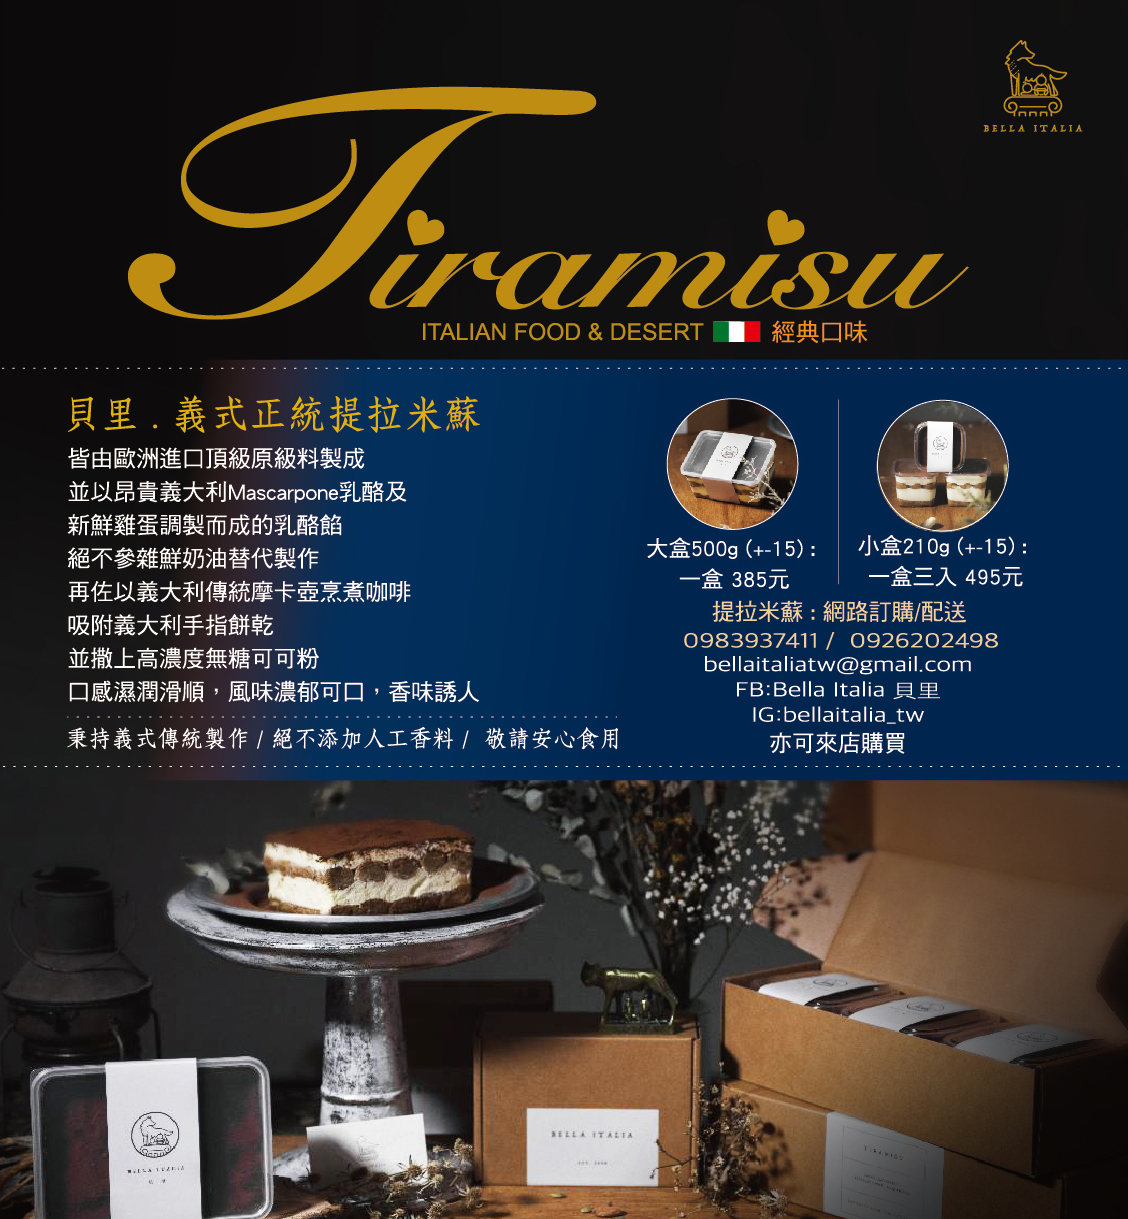 BELLA ITALIA
Tiramisu
ITALIAN FOOD & DESERT 經典口味
貝里．義式正統提拉米蘇
皆由歐洲進口頂級原級料製成
並以昂貴義大利Mascarpone乳酪及
新鮮雞蛋調製而成的乳酪餡
絕不參雜鮮奶油替代製作
再佐以義大利傳統摩卡壺烹煮咖啡
吸附義大利手指餅乾
並撒上高濃度無糖可可粉
口感濕潤滑順，風味濃郁可口，香味誘人
秉持義式傳統製作 / 絕不添加人工香料 / 敬請安心食用
大盒500g (+-15) :
一盒 385元
小盒210g (+-15) :
一盒三入 495元
提拉米蘇 : 網路訂購/配送
0983937411 / 0926202498
bellaitaliatw@gmail.com
FB:Bella Italia 貝里
IG:bellaitalia_tw
亦可來店購買
BELLA ITALIA
BELLA ITALIA
TIRAMISU